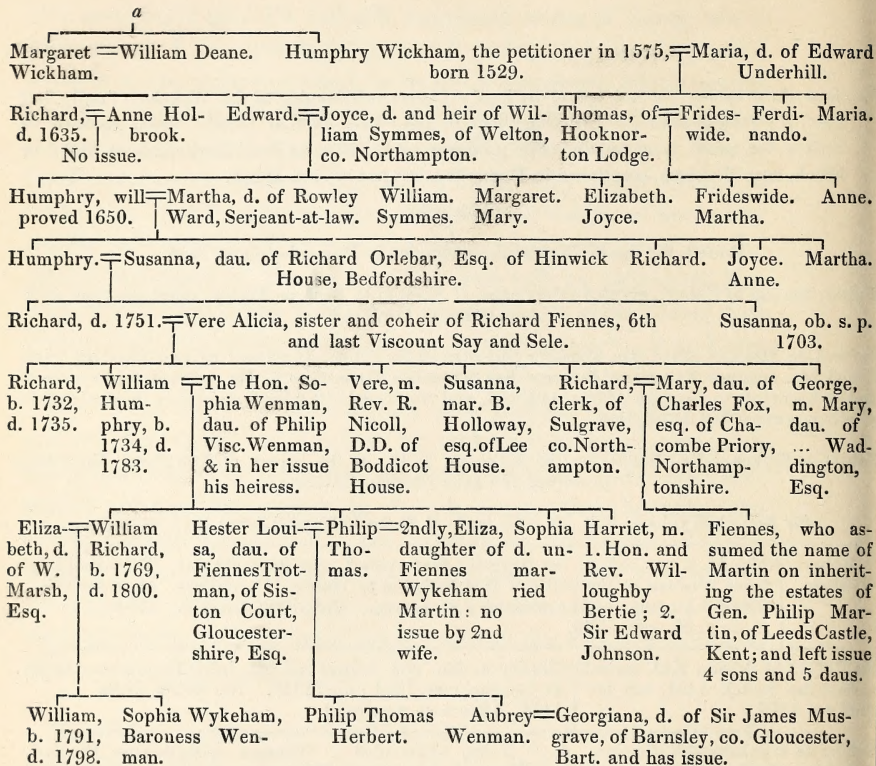 a
Margaret = William Deane. Humphry Wickham, the petitioner in 1575, = Maria, d. of Edward
Wickham. born 1529. Underhill.
Richard, = Anne Hol- Edward. = Joyce, d. and heir of Wil- Thomas, of = Frides- Ferdi- Maria.
d. 1635. brook. liam Symmes, of Welton, Hooknor- wide. nando.
No issue. co. Northampton. ton Lodge.
Humphry, will = Martha, d. of Rowley William. Margaret. Elizabeth. Frideswide. Anne.
proved 1650. Ward, Serjeant-at-law. Symmes. Mary. Joyce. Martha.
Humphry. = Susanna, dau. of Richard Orlebar, Esq. of Hinwick Richard. Joyce. Martha.
House, Bedfordshire. Anne.
Richard, d. 1751. = Vere Alicia, sister and coheir of Richard Fiennes, 6th Susanna, ob. s. p.
and last Viscount Say and Sele. 1703.
Richard, William = The Hon. So- Vere, m. Susanna, Richard, = Mary, dau. of George,
b. 1732, Hum- phia Wenman, Rev. R. mar. B. clerk, of Charles Fox, m. Mary,
d. 1735. phry, b. dau. of Philip Nicoll, Holloway, Sulgrave, esq. of Cha- dau. of
1734, d. Visc. Wenman, D.D. of esq. of Lee co. North- combe Priory, ... Wad-
1783. & in her issue Boddicot House. ampton. Northamp- dington,
his heiress. House. tonshire. Esq.
Eliza- = William Hester Loui- = Philip = 2ndly, Eliza, Sophia Harriet, m. Fiennes, who as-
beth, d. Richard, sa, dau. of Tho- daughter of d. un- 1. Hon. and sumed the name of
of W. b. 1769, Fiennes Trot- mas. Fiennes mar- Rev. Wil- Martin on inherit-
Marsh, d. 1800. man, of Sis- Wykeham ried loughby ing the estates of
Esq. ton Court, Martin : no Bertie ; 2. Gen. Philip Mar-
Gloucester- issue by 2nd Sir Edward tin, of Leeds Castle,
shire, Esq. wife. Johnson. Kent; and left issue
4 sons and 5 daus.
William, Sophia Wykeham, Philip Thomas Aubrey = Georgiana, d. of Sir James Mus-
b. 1791, Baroness Wen- Herbert. Wenman. grave, of Barnsley, co. Gloucester,
d. 1798. man. Bart. and has issue.